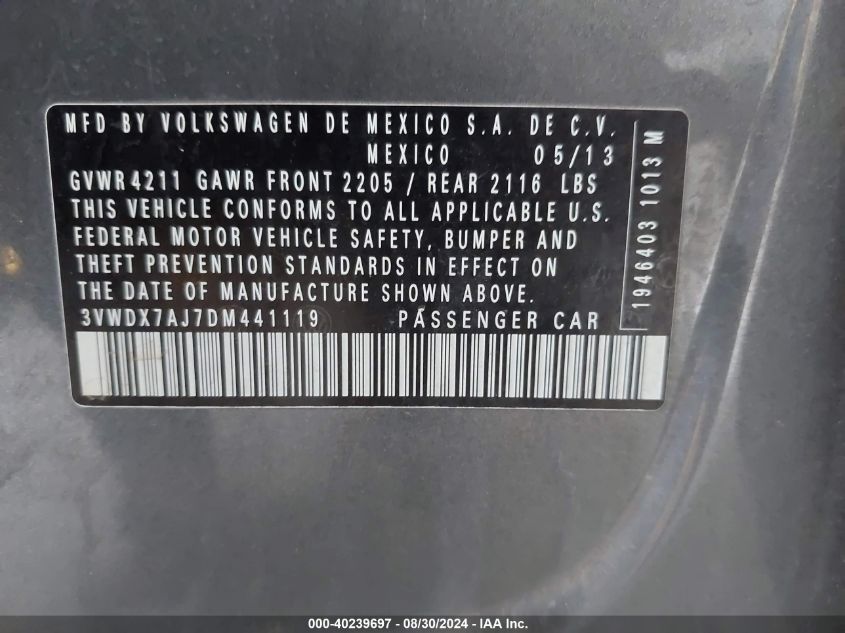 MFD BY VOLKSWAGEN DE MEXICO S.A. DE C.V.
MEXICO 05/13
GVWR 4211 GAWR FRONT 2205 / REAR 2116 LBS
THIS VEHICLE CONFORMS TO ALL APPLICABLE U.S.
FEDERAL MOTOR VEHICLE SAFETY, BUMPER AND
THEFT PREVENTION STANDARDS IN EFFECT ON
THE DATE OF MANUFACTURE SHOWN ABOVE.
3VWDX7AJ7DM441119 PASSENGER CAR
1946403 1013 M
000-40239697 - 08/30/2024 - IAA Inc.